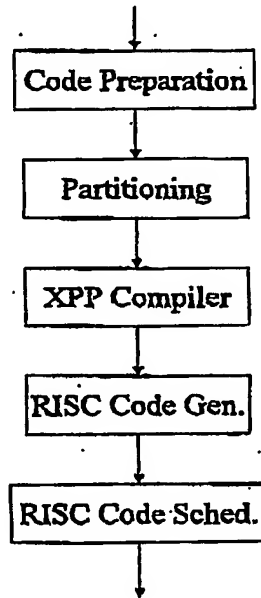 Code Preparation
Partitioning
XPP Compiler
RISC Code Gen.
RISC Code Sched.